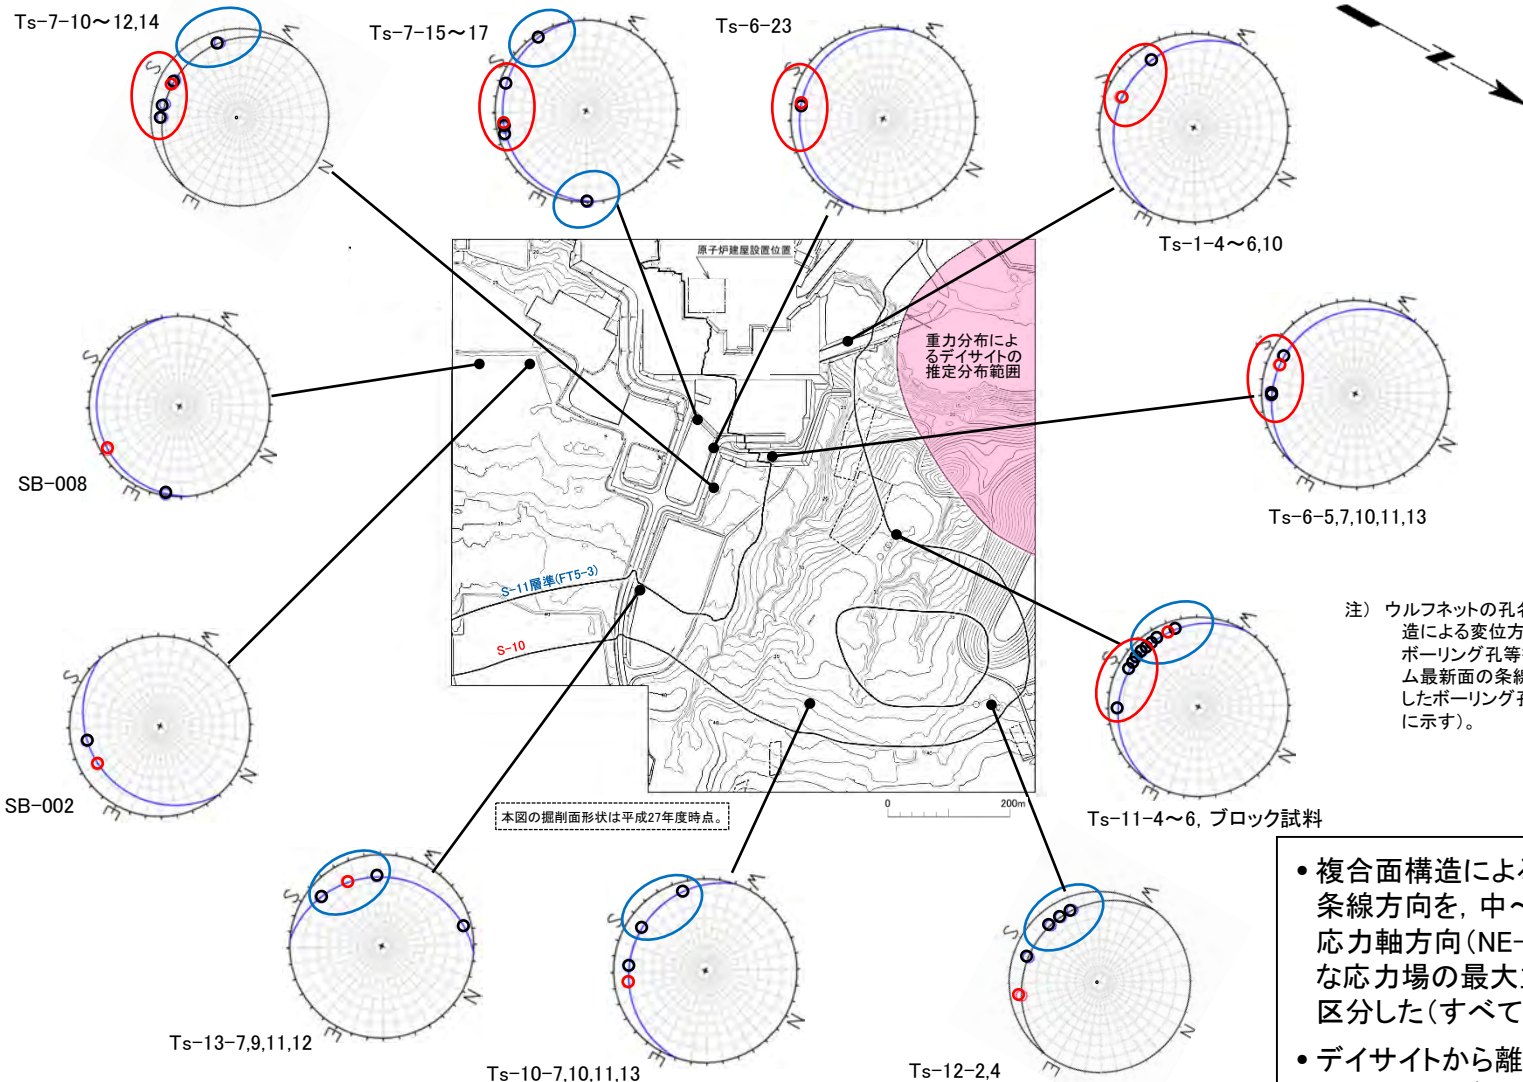 Ts-7-10～12,14
Ts-7-15～17
Ts-6-23
N
Ts-1-4～6,10
原子炉建屋設置位置
重力分布によ
るデイサイトの
推定分布範囲
SB-008
Ts-6-5,7,10,11,13
S-11層準(FT5-3)
S-10
注） ウルフネットの孔名
造による変位方
ボーリング孔等
ム最新面の条線
したボーリング孔
に示す）。
SB-002
本図の掘削面形状は平成27年度時点。
0 200m
Ts-11-4～6, ブロック試料
Ts-13-7,9,11,12
Ts-10-7,10,11,13
Ts-12-2,4
• 複合面構造による
条線方向を, 中～
応力軸方向(NE-
な応力場の最大主
区分した(すべて
• デイサイトから離
S
W
N
E